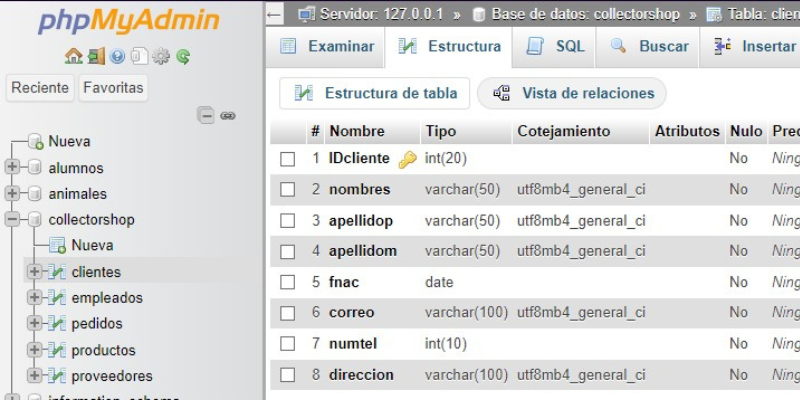 phpMyAdmin
Reciente Favoritas
Nueva
alumnos
animales
collectorshop
Nueva
clientes
empleados
pedidos
productos
proveedores
information_schema
Servidor: 127.0.0.1 » Base de datos: collectorshop » Tabla: clien
Examinar Estructura SQL Buscar Insertar
Estructura de tabla Vista de relaciones
# Nombre Tipo Cotejamiento Atributos Nulo Pred
1 IDcliente int(20) No Ning
2 nombres varchar(50) utf8mb4_general_ci No Ning
3 apellidop varchar(50) utf8mb4_general_ci No Ning
4 apellidom varchar(50) utf8mb4_general_ci No Ning
5 fnac date No Ning
6 correo varchar(100) utf8mb4_general_ci No Ning
7 numtel int(10) No Ning
8 direccion varchar(100) utf8mb4_general_ci No Ning